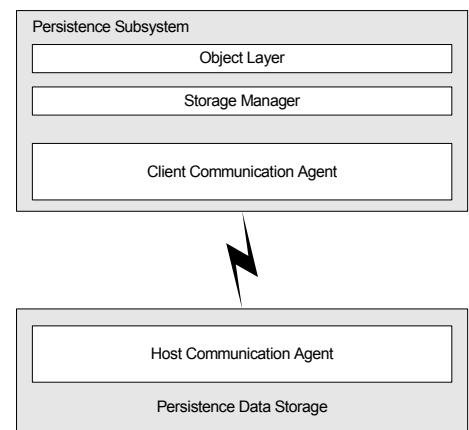 Persistence Subsystem
Object Layer
Storage Manager
Client Communication Agent
Host Communication Agent
Persistence Data Storage